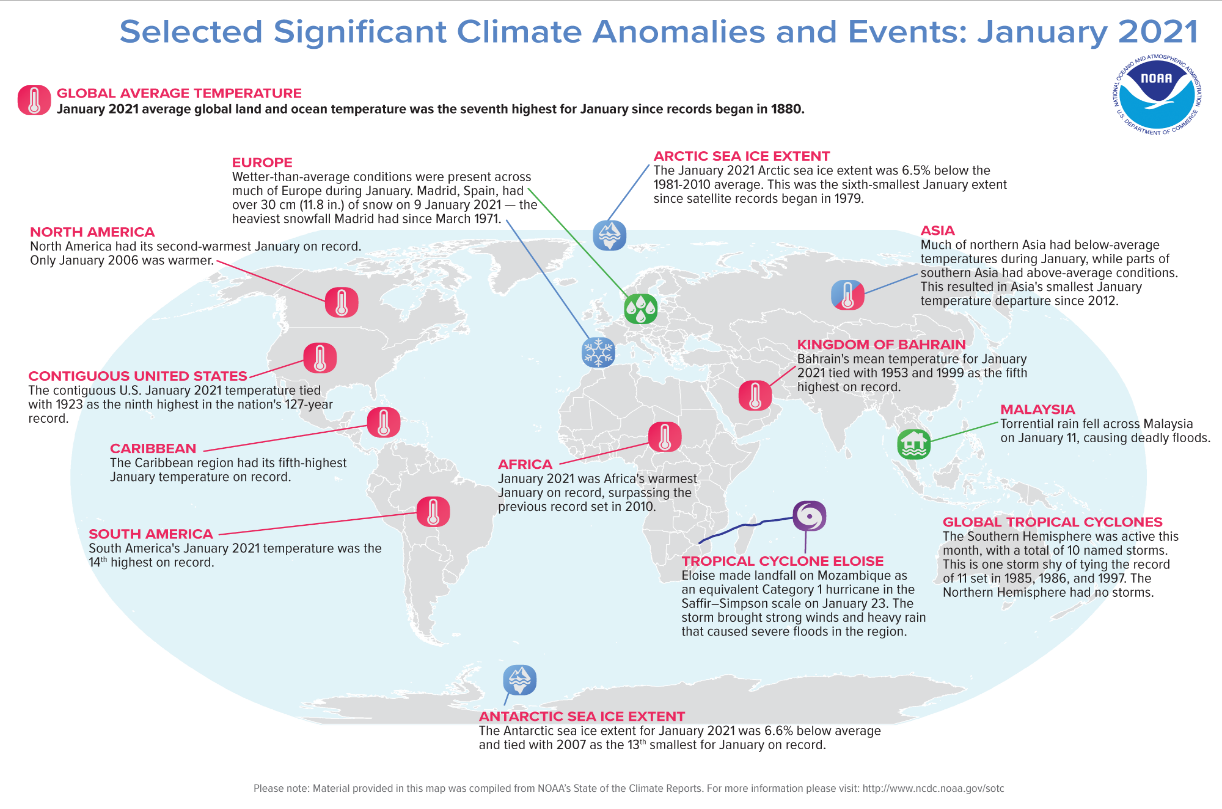 Selected Significant Climate Anomalies and Events: January 2021
NATIONAL OCEANIC AND ATMOSPHERIC ADMINISTRATION
NOAA
U.S. DEPARTMENT OF COMMERCE
GLOBAL AVERAGE TEMPERATURE
January 2021 average global land and ocean temperature was the seventh highest for January since records began in 1880.
EUROPE
Wetter-than-average conditions were present across
much of Europe during January. Madrid, Spain, had
over 30 cm (11.8 in.) of snow on 9 January 2021 — the
heaviest snowfall Madrid had since March 1971.
ARCTIC SEA ICE EXTENT
The January 2021 Arctic sea ice extent was 6.5% below the
1981-2010 average. This was the sixth-smallest January extent
since satellite records began in 1979.
NORTH AMERICA
North America had its second-warmest January on record.
Only January 2006 was warmer.
ASIA
Much of northern Asia had below-average
temperatures during January, while parts of
southern Asia had above-average conditions.
This resulted in Asia's smallest January
temperature departure since 2012.
KINGDOM OF BAHRAIN
Bahrain's mean temperature for January
2021 tied with 1953 and 1999 as the fifth
highest on record.
CONTIGUOUS UNITED STATES
The contiguous U.S. January 2021 temperature tied
with 1923 as the ninth highest in the nation's 127-year
record.
MALAYSIA
Torrential rain fell across Malaysia
on January 11, causing deadly floods.
CARIBBEAN
The Caribbean region had its fifth-highest
January temperature on record.
AFRICA
January 2021 was Africa's warmest
January on record, surpassing the
previous record set in 2010.
SOUTH AMERICA
South America's January 2021 temperature was the
14th highest on record.
GLOBAL TROPICAL CYCLONES
The Southern Hemisphere was active this
month, with a total of 10 named storms.
This is one storm shy of tying the record
of 11 set in 1985, 1986, and 1997. The
Northern Hemisphere had no storms.
TROPICAL CYCLONE ELOISE
Eloise made landfall on Mozambique as
an equivalent Category 1 hurricane in the
Saffir–Simpson scale on January 23. The
storm brought strong winds and heavy rain
that caused severe floods in the region.
ANTARCTIC SEA ICE EXTENT
The Antarctic sea ice extent for January 2021 was 6.6% below average
and tied with 2007 as the 13th smallest for January on record.
Please note: Material provided in this map was compiled from NOAA's State of the Climate Reports. For more information please visit: http://www.ncdc.noaa.gov/sotc